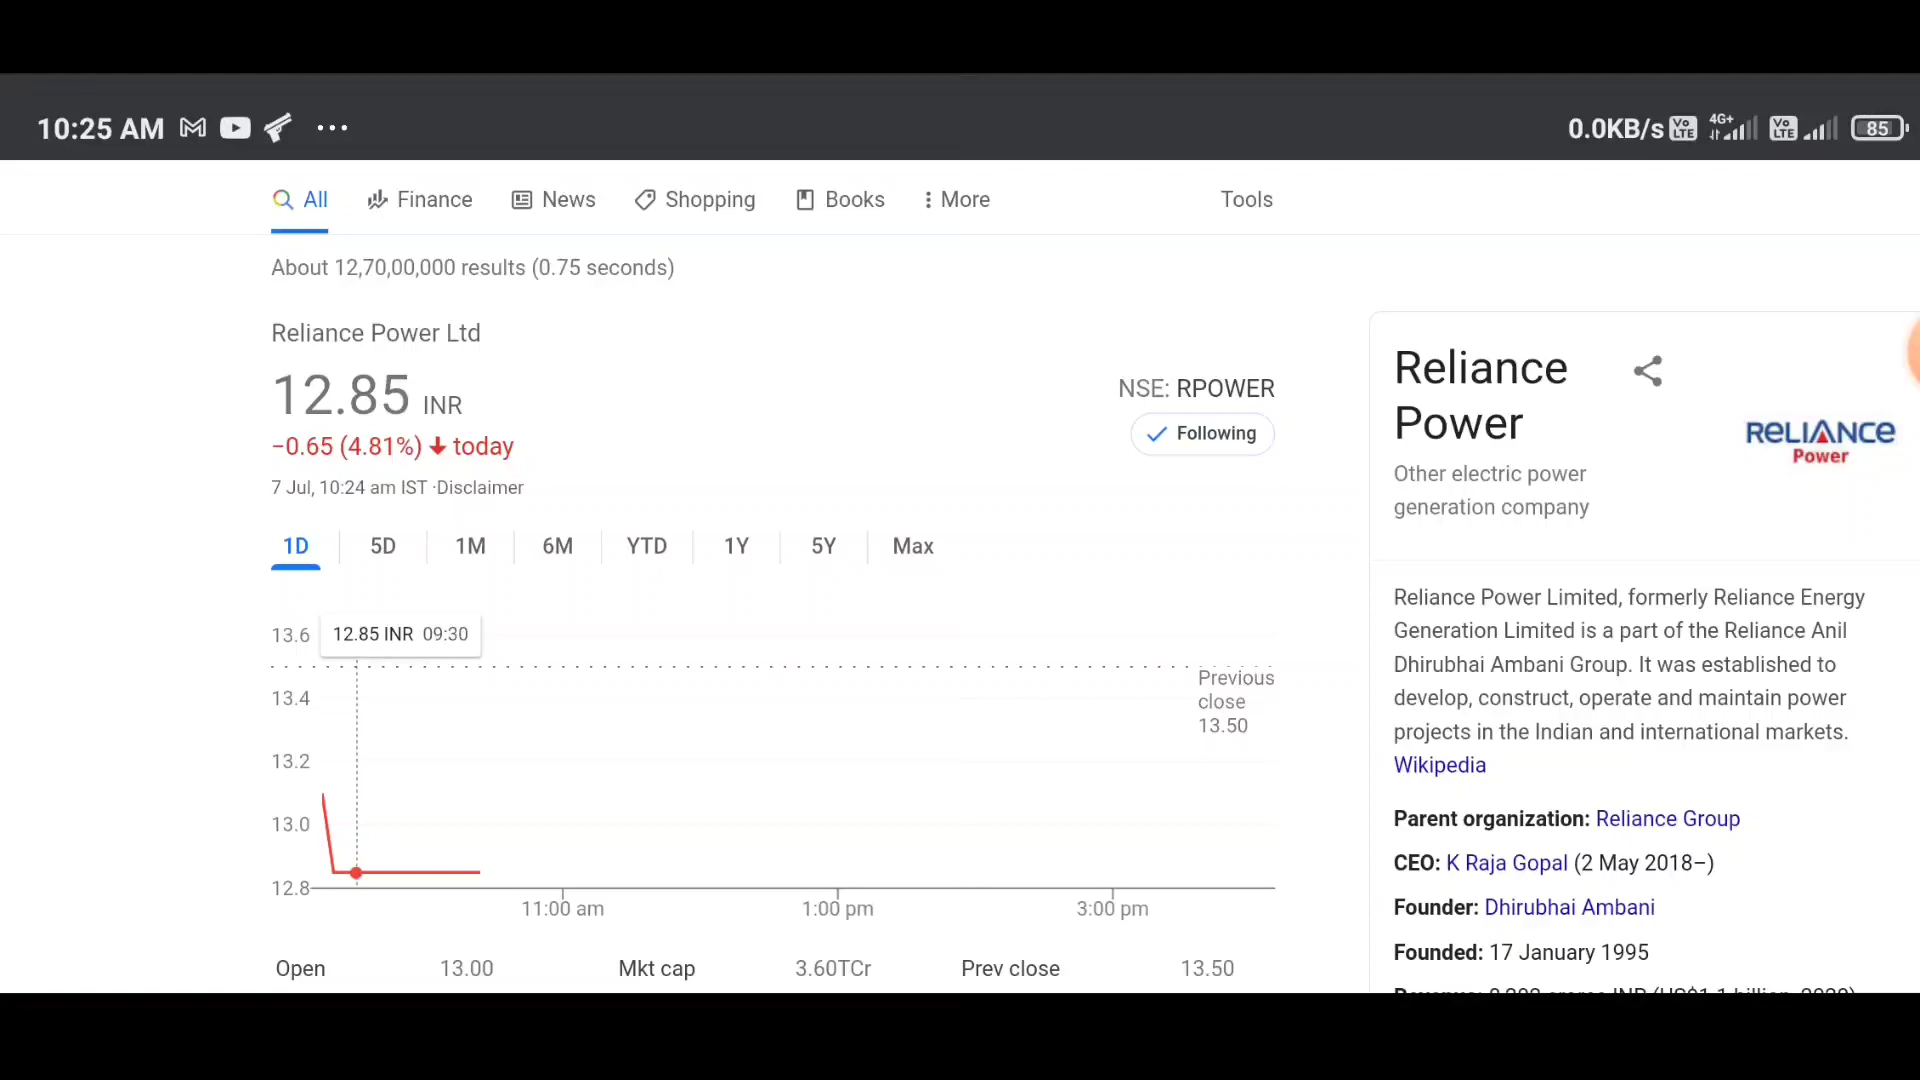 10:25 AM ... 0.0KB/s Vo LTE 4G+ Vo LTE 85
All Finance News Shopping Books More Tools
About 12,70,00,000 results (0.75 seconds)
Reliance Power Ltd
12.85 INR
NSE: RPOWER
−0.65 (4.81%) today
Following
7 Jul, 10:24 am IST ·Disclaimer
1D 5D 1M 6M YTD 1Y 5Y Max
13.6
12.85 INR 09:30
Previous
close
13.50
13.4
13.2
13.0
12.8
11:00 am 1:00 pm 3:00 pm
Open 13.00 Mkt cap 3.60TCr Prev close 13.50
Reliance
Power
RELIANCE
Power
Other electric power
generation company
Reliance Power Limited, formerly Reliance Energy
Generation Limited is a part of the Reliance Anil
Dhirubhai Ambani Group. It was established to
develop, construct, operate and maintain power
projects in the Indian and international markets.
Wikipedia
Parent organization: Reliance Group
CEO: K Raja Gopal (2 May 2018–)
Founder: Dhirubhai Ambani
Founded: 17 January 1995